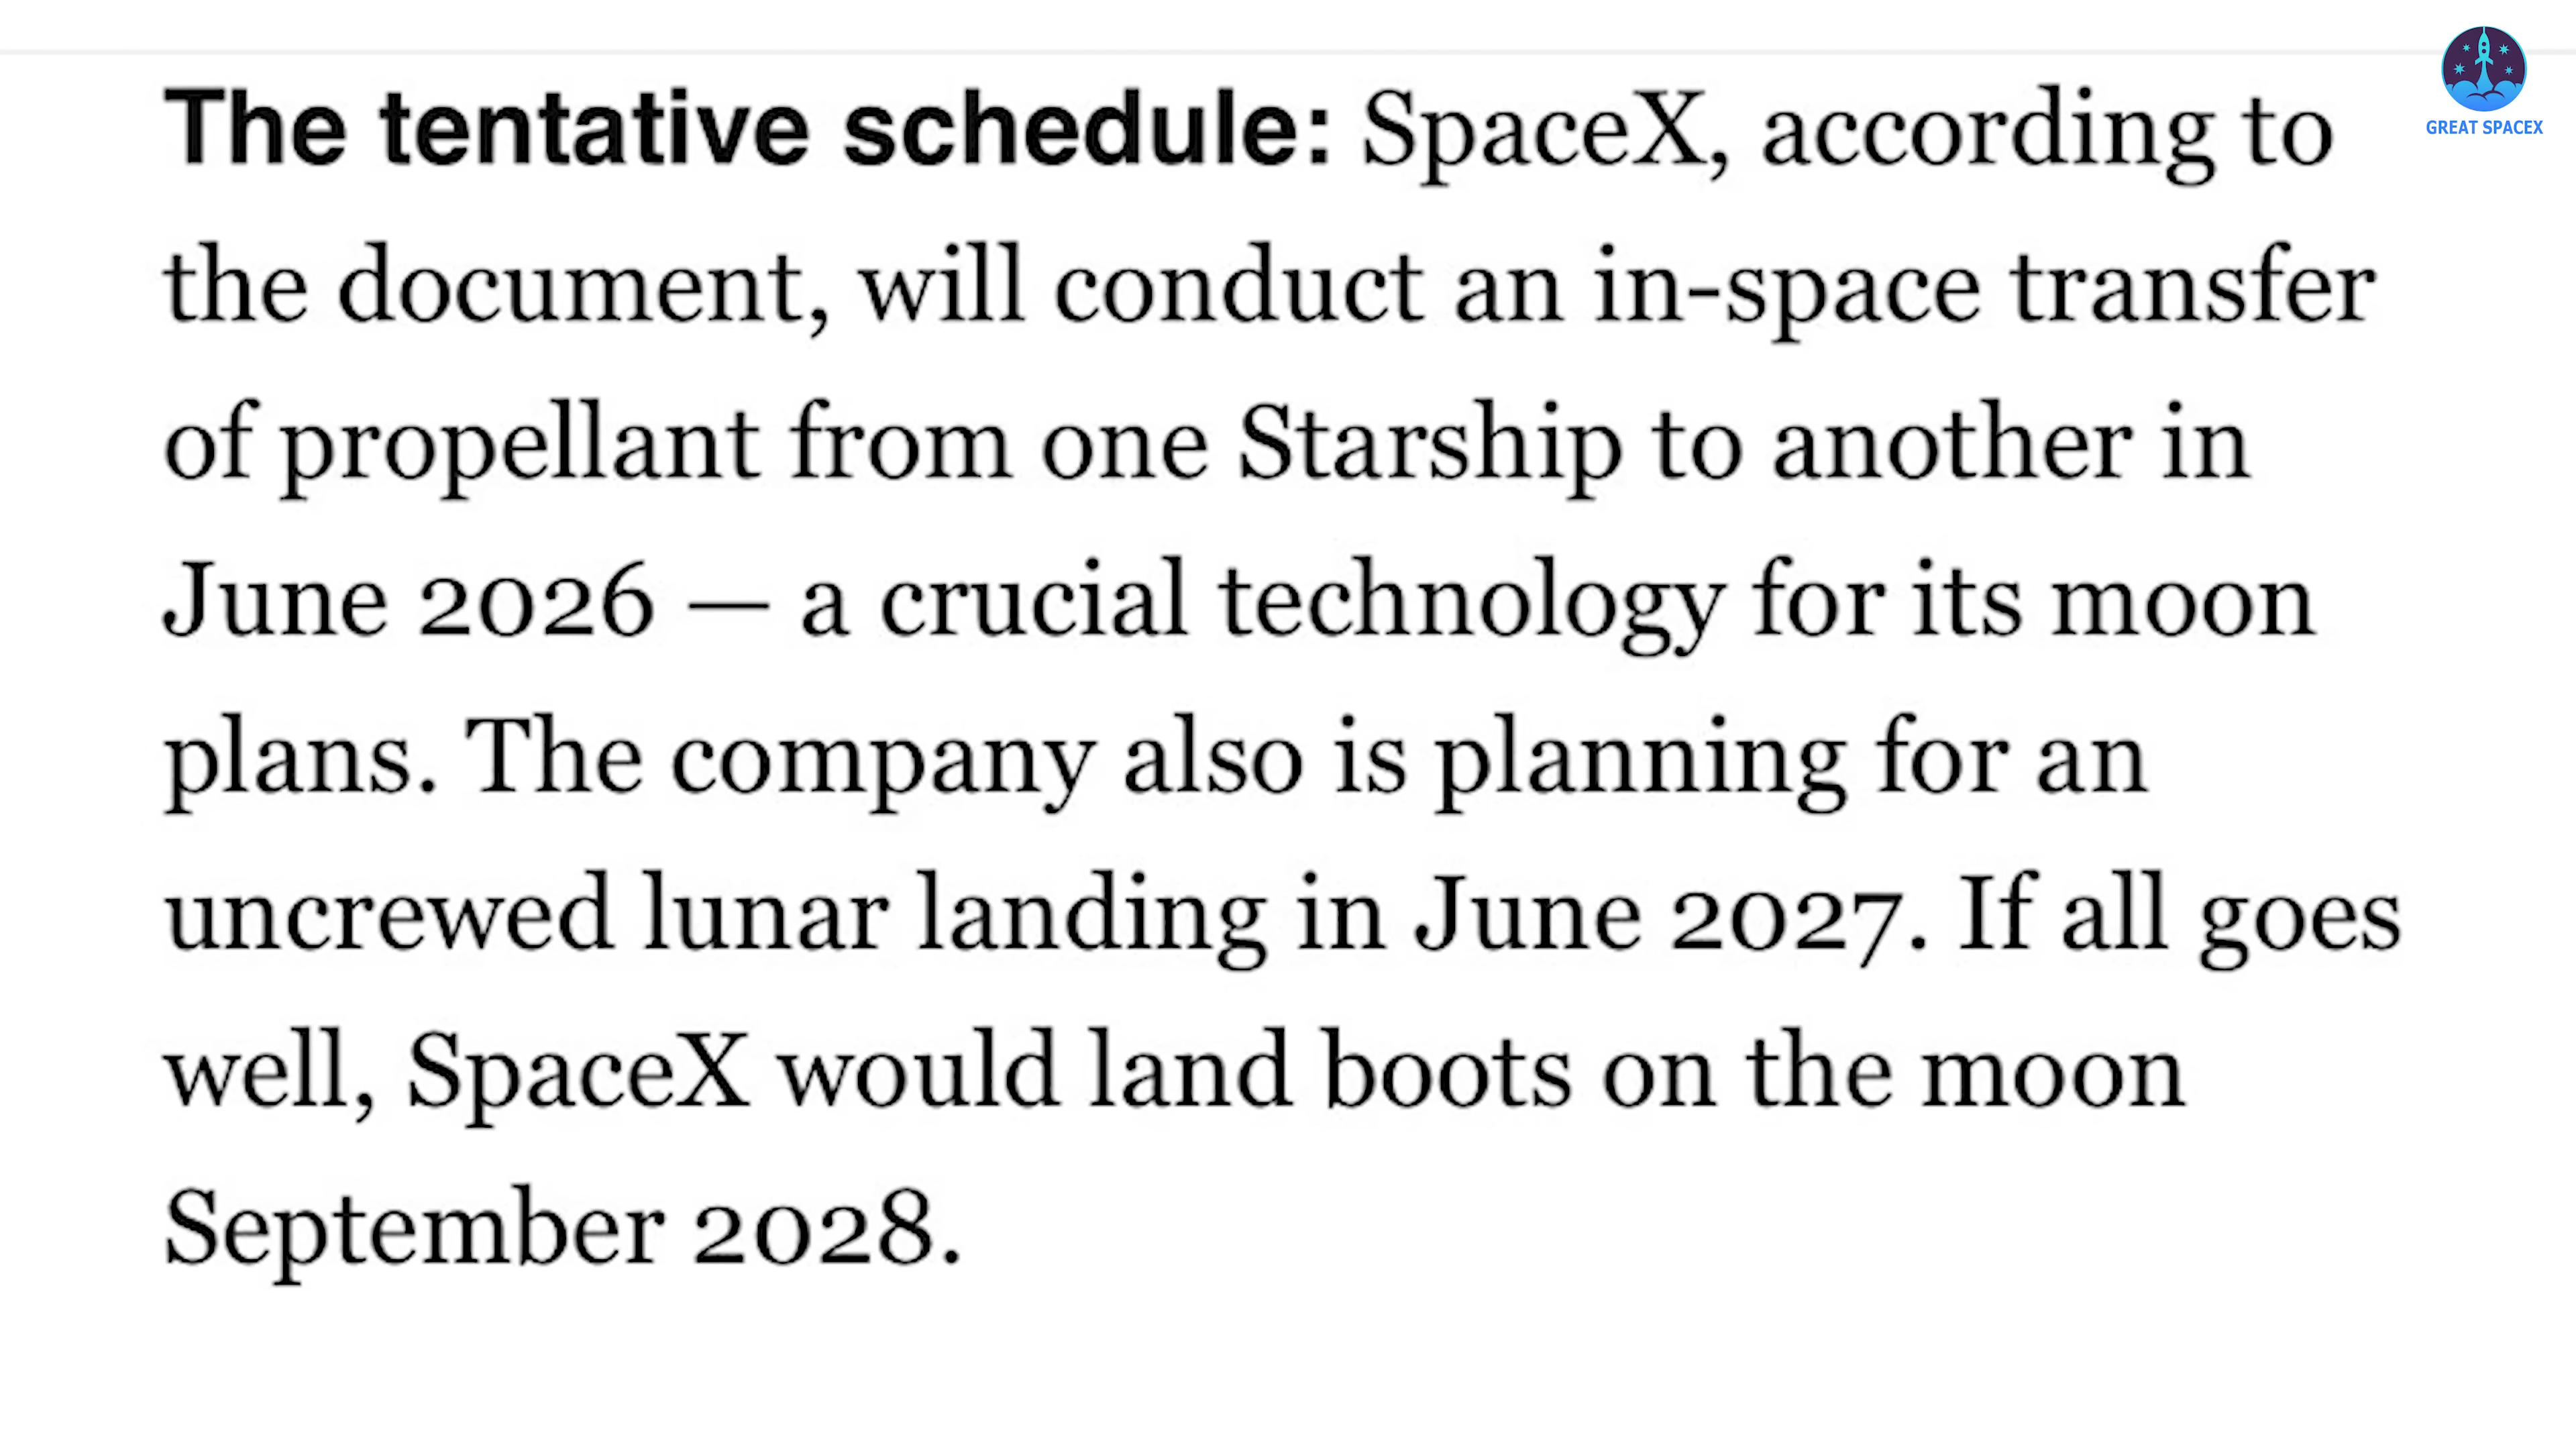 GREAT SPACEX
The tentative schedule: SpaceX, according to
the document, will conduct an in-space transfer
of propellant from one Starship to another in
June 2026 — a crucial technology for its moon
plans. The company also is planning for an
uncrewed lunar landing in June 2027. If all goes
well, SpaceX would land boots on the moon
September 2028.